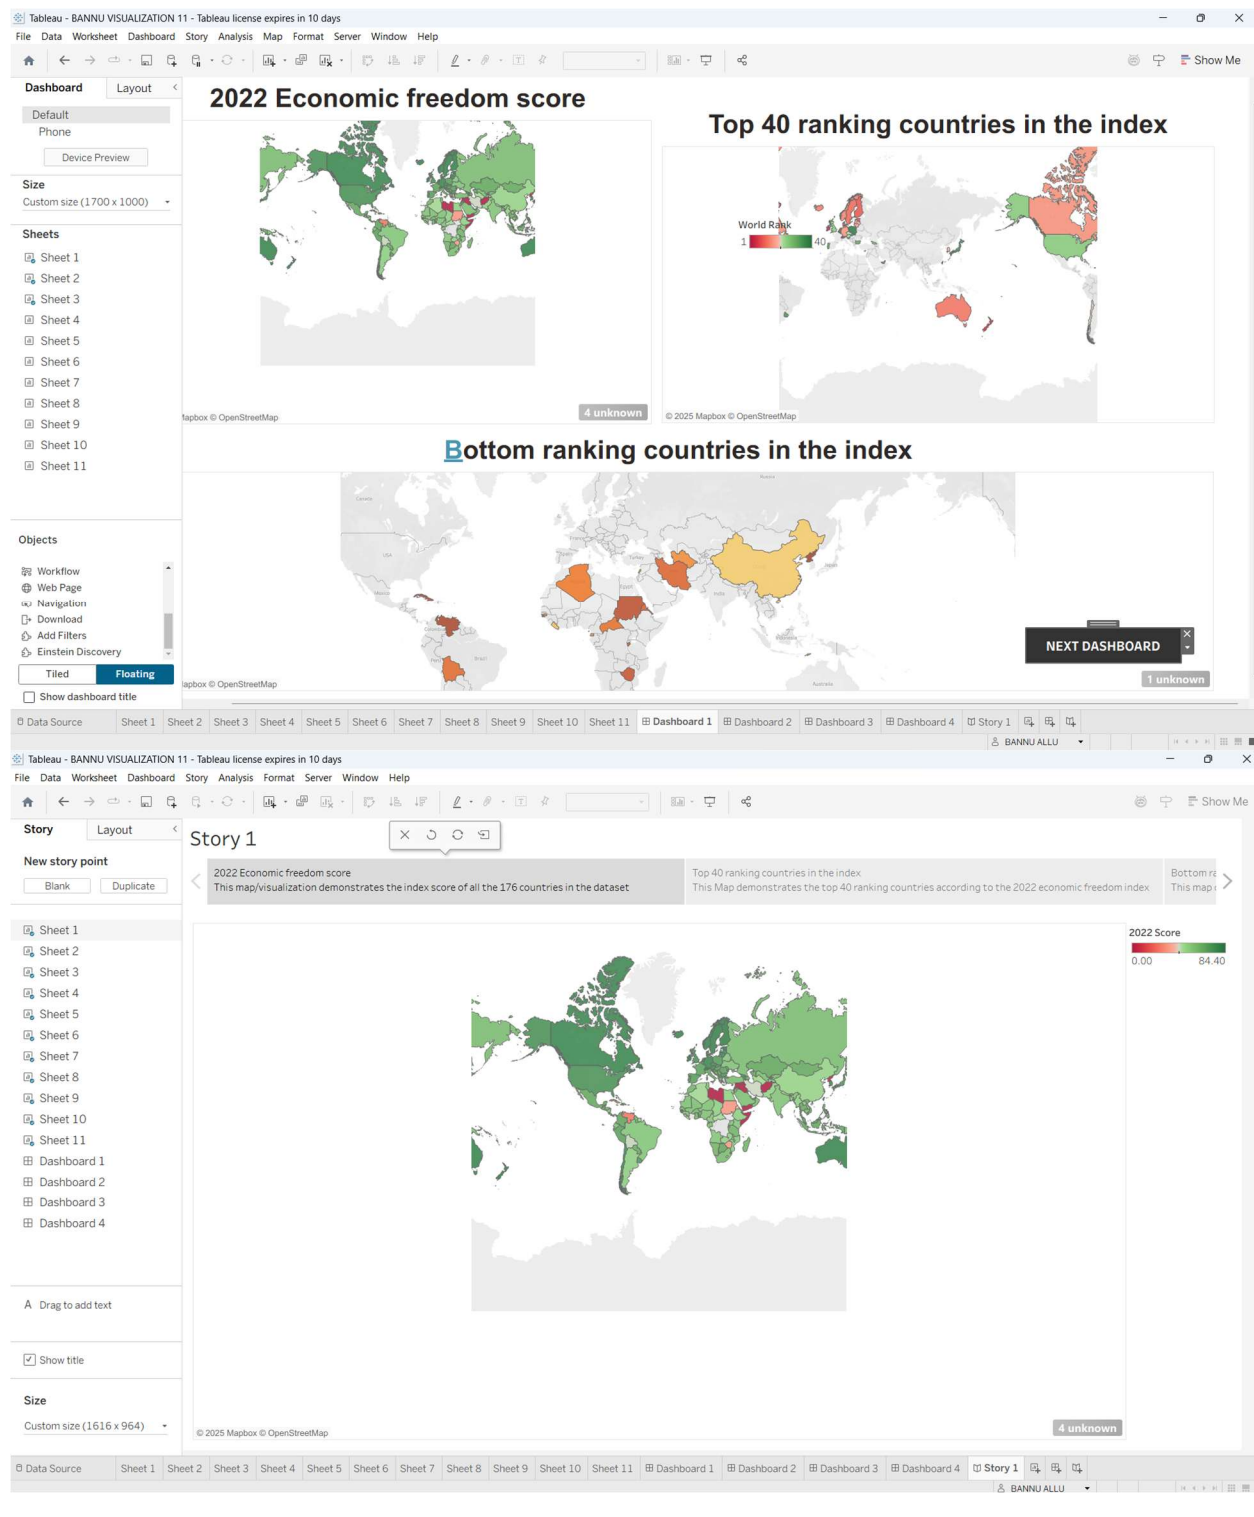 Tableau - BANNU VISUALIZATION 11 - Tableau license expires in 10 days
File Data Worksheet Dashboard Story Analysis Map Format Server Window Help
Show Me
Dashboard Layout
Default
Phone
Device Preview
Size
Custom size (1700 x 1000)
Sheets
Sheet 1
Sheet 2
Sheet 3
Sheet 4
Sheet 5
Sheet 6
Sheet 7
Sheet 8
Sheet 9
Sheet 10
Sheet 11
Objects
Workflow
Web Page
Navigation
Download
Add Filters
Einstein Discovery
Tiled Floating
Show dashboard title
2022 Economic freedom score
Mapbox © OpenStreetMap
4 unknown
Top 40 ranking countries in the index
World Rank
1 40
© 2025 Mapbox © OpenStreetMap
Bottom ranking countries in the index
Canada
Russia
USA
Mexico
Brazil
India
Australia
NEXT DASHBOARD
Mapbox © OpenStreetMap
1 unknown
Data Source Sheet 1 Sheet 2 Sheet 3 Sheet 4 Sheet 5 Sheet 6 Sheet 7 Sheet 8 Sheet 9 Sheet 10 Sheet 11 Dashboard 1 Dashboard 2 Dashboard 3 Dashboard 4 Story 1
BANNU ALLU
Tableau - BANNU VISUALIZATION 11 - Tableau license expires in 10 days
File Data Worksheet Dashboard Story Analysis Format Server Window Help
Show Me
Story Layout
New story point
Blank Duplicate
Sheet 1
Sheet 2
Sheet 3
Sheet 4
Sheet 5
Sheet 6
Sheet 7
Sheet 8
Sheet 9
Sheet 10
Sheet 11
Dashboard 1
Dashboard 2
Dashboard 3
Dashboard 4
A Drag to add text
Show title
Size
Custom size (1616 x 964)
Story 1
2022 Economic freedom score
This map/visualization demonstrates the index score of all the 176 countries in the dataset
Top 40 ranking countries in the index
This Map demonstrates the top 40 ranking countries according to the 2022 economic freedom index
Bottom ra
This map
2022 Score
0.00 84.40
© 2025 Mapbox © OpenStreetMap
4 unknown
Data Source Sheet 1 Sheet 2 Sheet 3 Sheet 4 Sheet 5 Sheet 6 Sheet 7 Sheet 8 Sheet 9 Sheet 10 Sheet 11 Dashboard 1 Dashboard 2 Dashboard 3 Dashboard 4 Story 1
BANNU ALLU